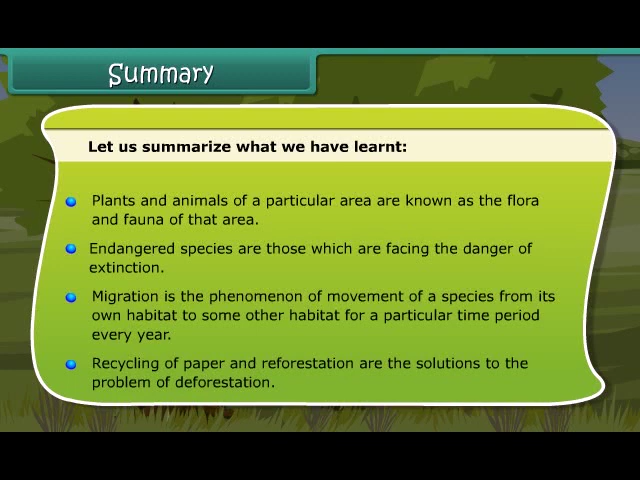 Summary
Let us summarize what we have learnt:
Plants and animals of a particular area are known as the flora
and fauna of that area.
Endangered species are those which are facing the danger of
extinction.
Migration is the phenomenon of movement of a species from its
own habitat to some other habitat for a particular time period
every year.
Recycling of paper and reforestation are the solutions to the
problem of deforestation.